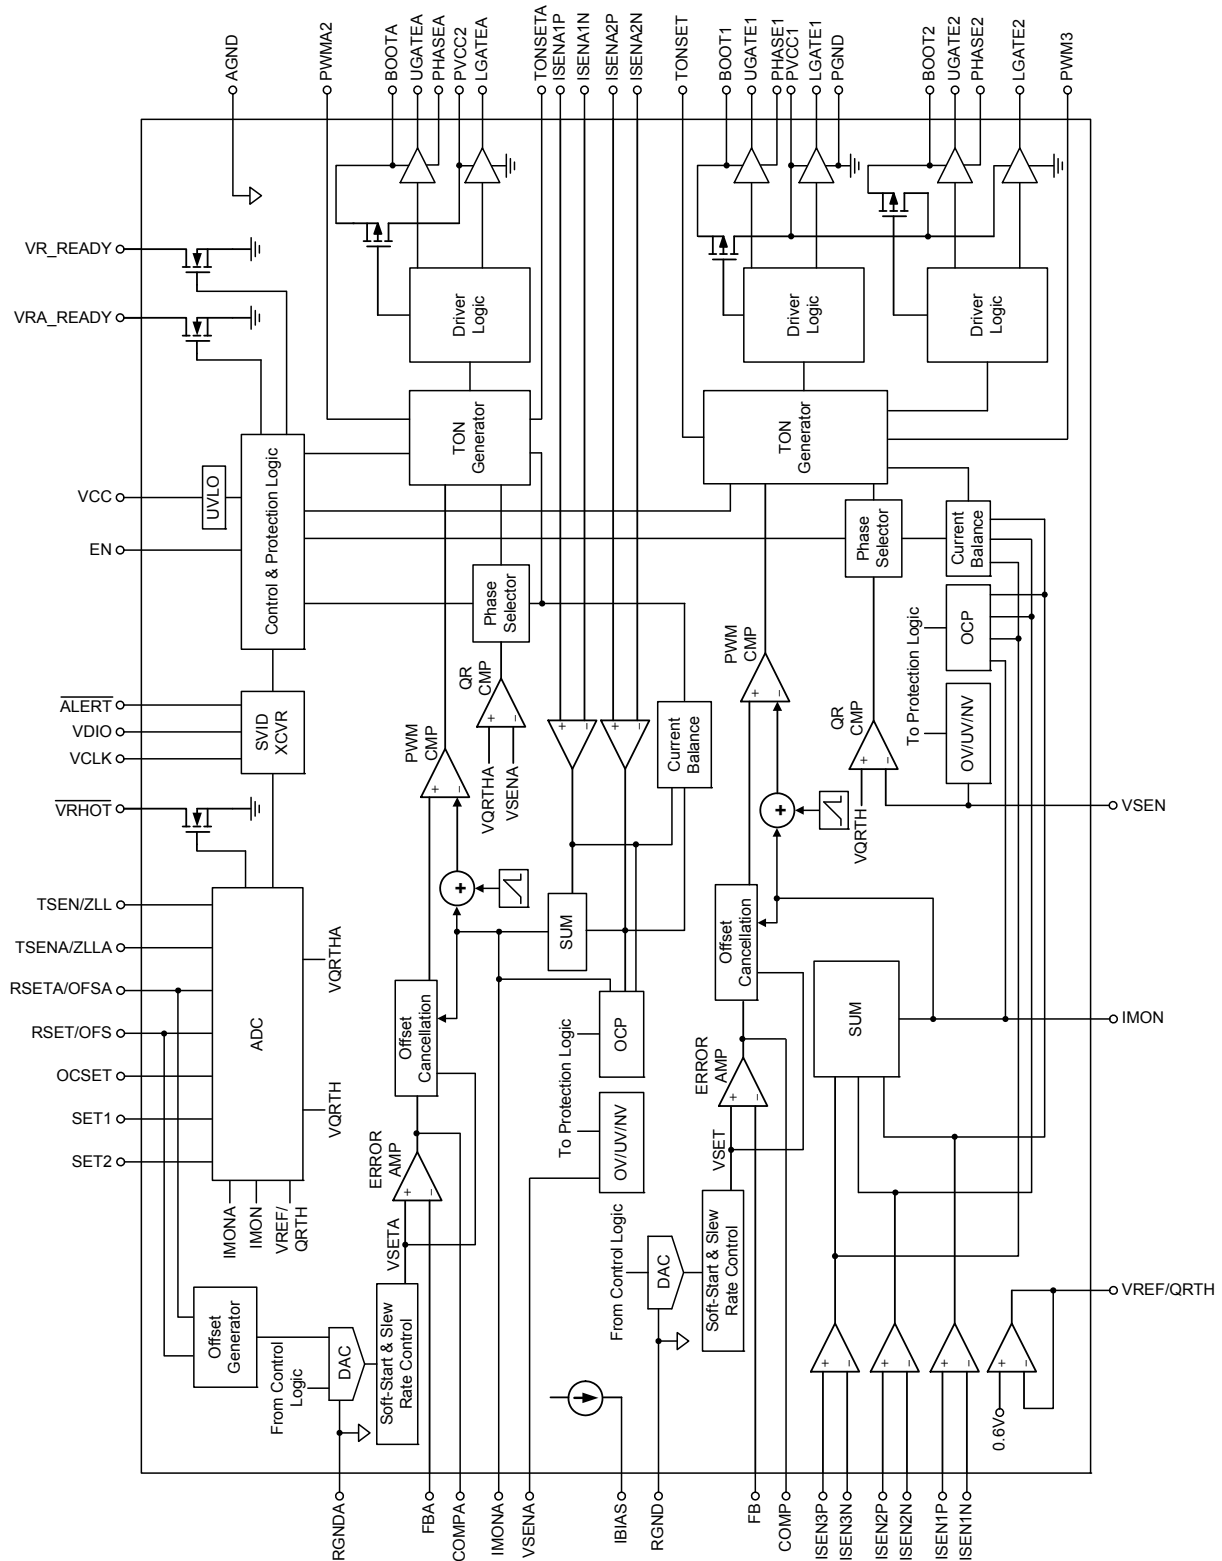 AGND
PWMA2
BOOTA
UGATEA
PHASEA
PVCC2
LGATEA
TONSETA
ISENA1P
ISENA1N
ISENA2P
ISENA2N
TONSET
BOOT1
UGATE1
PHASE1
PVCC1
LGATE1
PGND
BOOT2
UGATE2
PHASE2
LGATE2
PWM3
VR_READY
VRA_READY
VCC
EN
ALERT
VDIO
VCLK
VRHOT
TSEN/ZLL
TSENA/ZLLA
RSETA/OFSA
RSET/OFS
OCSET
SET1
SET2
UVLO
Control & Protection Logic
SVID
XCVR
ADC
VQRTHA
VQRTH
IMONA
IMON
VREF/
QRTH
Offset
Generator
From Control
Logic
DAC
Soft-Start & Slew
Rate Control
VSETA
ERROR
AMP
+
-
Offset
Cancellation
+
PWM
CMP
+
-
QR
CMP
+
-
VQRTHA
VSENA
Phase
Selector
TON
Generator
Driver
Logic
+
-
+
-
Current
Balance
SUM
OCP
To Protection Logic
OV/UV/NV
From Control Logic
DAC
Soft-Start & Slew
Rate Control
VSET
ERROR
AMP
+
-
Offset
Cancellation
+
PWM
CMP
+
-
QR
CMP
+
-
VQRTH
Phase
Selector
TON
Generator
Driver
Logic
Driver
Logic
Current
Balance
OCP
To Protection Logic
OV/UV/NV
SUM
+
-
+
-
+
-
+
-
0.6V
VSEN
IMON
VREF/QRTH
RGNDA
FBA
COMPA
IMONA
VSENA
IBIAS
RGND
FB
COMP
ISEN3P
ISEN3N
ISEN2P
ISEN2N
ISEN1P
ISEN1N